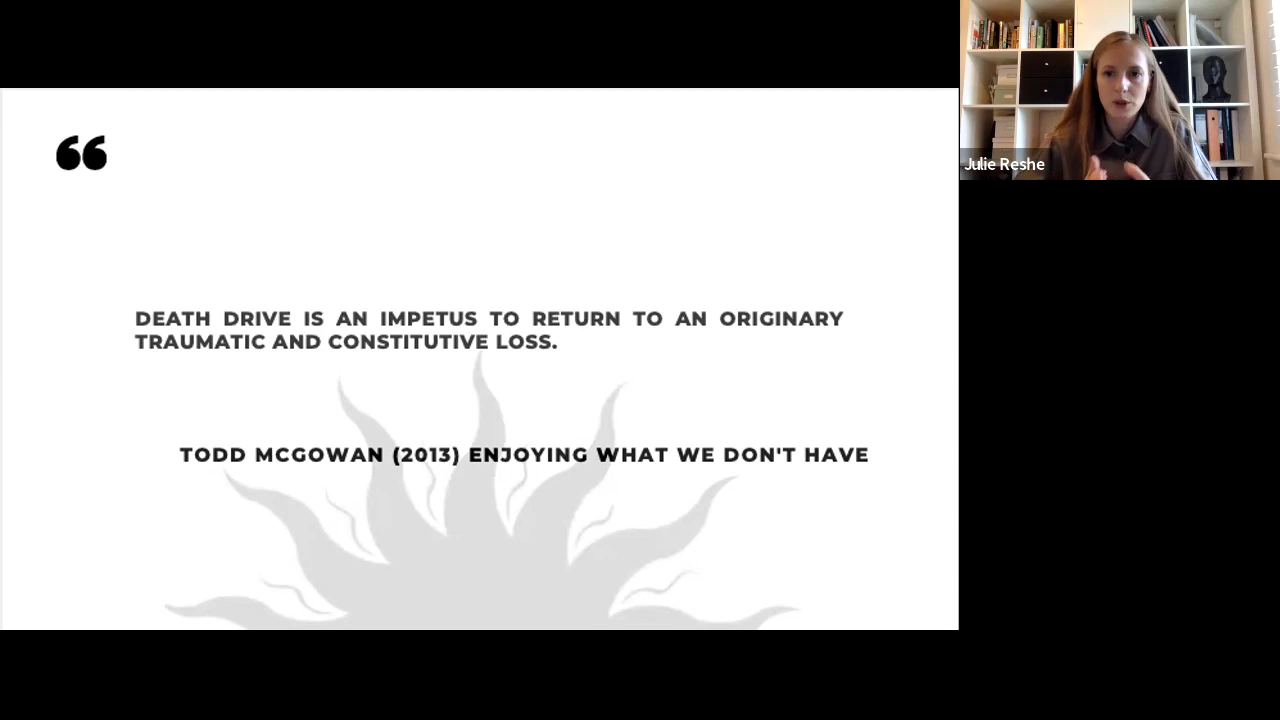 ❝
DEATH DRIVE IS AN IMPETUS TO RETURN TO AN ORIGINARY
TRAUMATIC AND CONSTITUTIVE LOSS.
TODD MCGOWAN (2013) ENJOYING WHAT WE DON'T HAVE
Julie Reshe